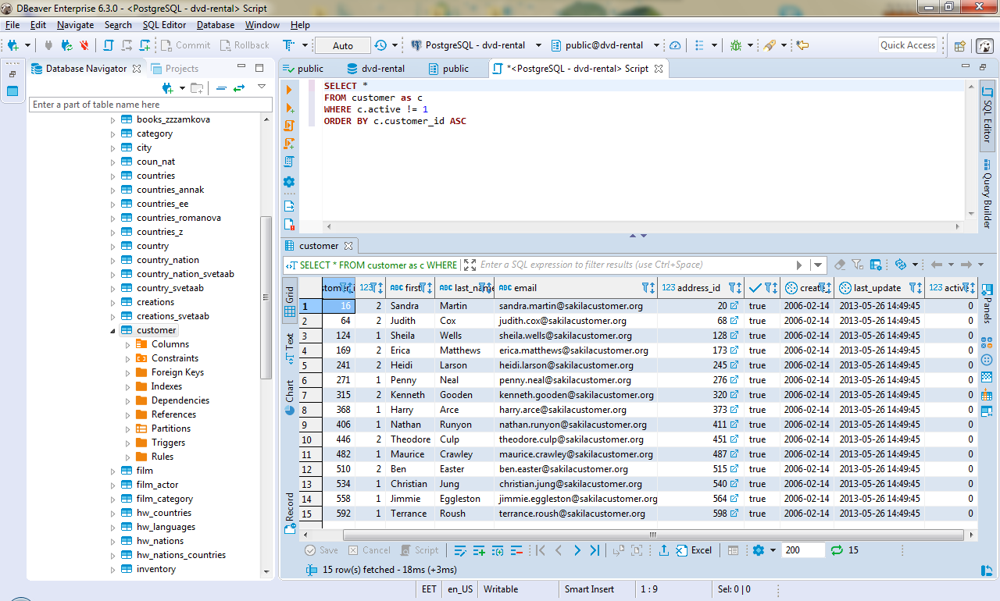 DBeaver Enterprise 6.3.0 - <PostgreSQL - dvd-rental> Script
File Edit Navigate Search SQL Editor Database Window Help
Commit Rollback Auto PostgreSQL - dvd-rental public@dvd-rental Quick Access
Database Navigator Projects
Enter a part of table name here
books_zzzamkova
category
city
coun_nat
countries
countries_annak
countries_ee
countries_romanova
countries_z
country
country_nation
country_nation_svetaab
country_svetaab
creations
creations_svetaab
customer
Columns
Constraints
Foreign Keys
Indexes
Dependencies
References
Partitions
Triggers
Rules
film
film_actor
film_category
hw_countries
hw_languages
hw_nations
hw_nations_countries
inventory
public dvd-rental public *<PostgreSQL - dvd-rental> Script
SELECT *
FROM customer as c
WHERE c.active != 1
ORDER BY c.customer_id ASC
SQL Editor
Query Builder
customer
SELECT * FROM customer as c WHERE Enter a SQL expression to filter results (use Ctrl+Space)
Grid
Text
Chart
Record
Panels
123 ABC first ABC last_name ABC email 123 address_id create last_update 123 activ
1 16 2 Sandra Martin sandra.martin@sakilacustomer.org 20 true 2006-02-14 2013-05-26 14:49:45 0
2 64 2 Judith Cox judith.cox@sakilacustomer.org 68 true 2006-02-14 2013-05-26 14:49:45 0
3 124 1 Sheila Wells sheila.wells@sakilacustomer.org 128 true 2006-02-14 2013-05-26 14:49:45 0
4 169 2 Erica Matthews erica.matthews@sakilacustomer.org 173 true 2006-02-14 2013-05-26 14:49:45 0
5 241 2 Heidi Larson heidi.larson@sakilacustomer.org 245 true 2006-02-14 2013-05-26 14:49:45 0
6 271 1 Penny Neal penny.neal@sakilacustomer.org 276 true 2006-02-14 2013-05-26 14:49:45 0
7 315 2 Kenneth Gooden kenneth.gooden@sakilacustomer.org 320 true 2006-02-14 2013-05-26 14:49:45 0
8 368 1 Harry Arce harry.arce@sakilacustomer.org 373 true 2006-02-14 2013-05-26 14:49:45 0
9 406 1 Nathan Runyon nathan.runyon@sakilacustomer.org 411 true 2006-02-14 2013-05-26 14:49:45 0
10 446 2 Theodore Culp theodore.culp@sakilacustomer.org 451 true 2006-02-14 2013-05-26 14:49:45 0
11 482 1 Maurice Crawley maurice.crawley@sakilacustomer.org 487 true 2006-02-14 2013-05-26 14:49:45 0
12 510 2 Ben Easter ben.easter@sakilacustomer.org 515 true 2006-02-14 2013-05-26 14:49:45 0
13 534 1 Christian Jung christian.jung@sakilacustomer.org 540 true 2006-02-14 2013-05-26 14:49:45 0
14 558 1 Jimmie Eggleston jimmie.eggleston@sakilacustomer.org 564 true 2006-02-14 2013-05-26 14:49:45 0
15 592 1 Terrance Roush terrance.roush@sakilacustomer.org 598 true 2006-02-14 2013-05-26 14:49:45 0
Save Cancel Script Excel 200 15
15 row(s) fetched - 18ms (+3ms)
EET en_US Writable Smart Insert 1 : 9 Sel: 0 | 0